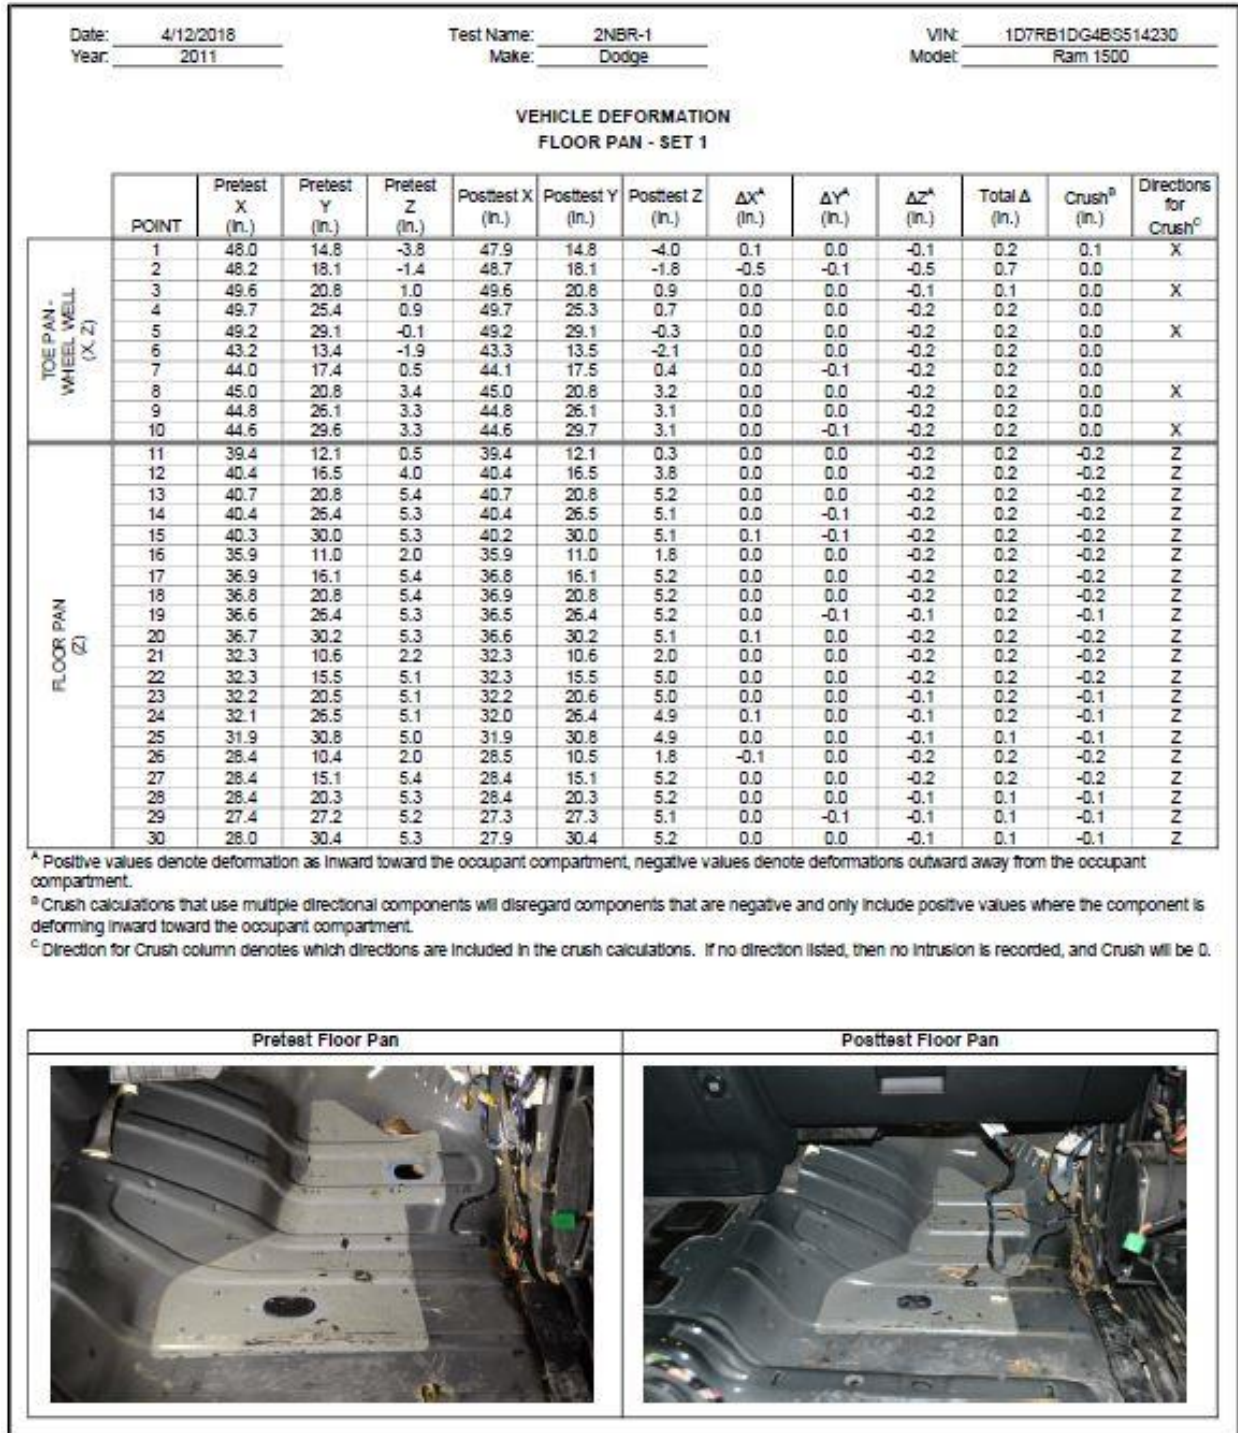 Date: 4/12/2018 Test Name: 2NBR-1 VIN: 1D7RB1DG4BS514230
Year: 2011 Make: Dodge Model: Ram 1500
VEHICLE DEFORMATION
FLOOR PAN - SET 1
POINT Pretest X (in.) Pretest Y (in.) Pretest Z (in.) Posttest X (in.) Posttest Y (in.) Posttest Z (in.) ΔXᴬ (in.) ΔYᴬ (in.) ΔZᴬ (in.) Total Δ (in.) Crushᴮ (in.) Directions for Crushᶜ
TOE PAN - WHEEL WELL (X, Z)
1 48.0 14.8 -3.8 47.9 14.8 -4.0 0.1 0.0 -0.1 0.2 0.1 X
2 48.2 18.1 -1.4 48.7 18.1 -1.8 -0.5 -0.1 -0.5 0.7 0.0
3 49.6 20.8 1.0 49.6 20.8 0.9 0.0 0.0 -0.1 0.1 0.0 X
4 49.7 25.4 0.9 49.7 25.3 0.7 0.0 0.0 -0.2 0.2 0.0
5 49.2 29.1 -0.1 49.2 29.1 -0.3 0.0 0.0 -0.2 0.2 0.0 X
6 43.2 13.4 -1.9 43.3 13.5 -2.1 0.0 0.0 -0.2 0.2 0.0
7 44.0 17.4 0.5 44.1 17.5 0.4 0.0 -0.1 -0.2 0.2 0.0
8 45.0 20.8 3.4 45.0 20.8 3.2 0.0 0.0 -0.2 0.2 0.0 X
9 44.8 26.1 3.3 44.8 26.1 3.1 0.0 0.0 -0.2 0.2 0.0
10 44.6 29.6 3.3 44.6 29.7 3.1 0.0 -0.1 -0.2 0.2 0.0 X
FLOOR PAN (Z)
11 39.4 12.1 0.5 39.4 12.1 0.3 0.0 0.0 -0.2 0.2 -0.2 Z
12 40.4 16.5 4.0 40.4 16.5 3.8 0.0 0.0 -0.2 0.2 -0.2 Z
13 40.7 20.8 5.4 40.7 20.8 5.2 0.0 0.0 -0.2 0.2 -0.2 Z
14 40.4 26.4 5.3 40.4 26.5 5.1 0.0 -0.1 -0.2 0.2 -0.2 Z
15 40.3 30.0 5.3 40.2 30.0 5.1 0.1 -0.1 -0.2 0.2 -0.2 Z
16 35.9 11.0 2.0 35.9 11.0 1.8 0.0 0.0 -0.2 0.2 -0.2 Z
17 36.9 16.1 5.4 36.8 16.1 5.2 0.0 0.0 -0.2 0.2 -0.2 Z
18 36.8 20.8 5.4 36.9 20.8 5.2 0.0 0.0 -0.2 0.2 -0.2 Z
19 36.6 26.4 5.3 36.5 26.4 5.2 0.0 -0.1 -0.1 0.2 -0.1 Z
20 36.7 30.2 5.3 36.6 30.2 5.1 0.1 0.0 -0.2 0.2 -0.2 Z
21 32.3 10.6 2.2 32.3 10.6 2.0 0.0 0.0 -0.2 0.2 -0.2 Z
22 32.3 15.5 5.1 32.3 15.5 5.0 0.0 0.0 -0.2 0.2 -0.2 Z
23 32.2 20.5 5.1 32.2 20.6 5.0 0.0 0.0 -0.1 0.2 -0.1 Z
24 32.1 26.5 5.1 32.0 26.4 4.9 0.1 0.0 -0.1 0.2 -0.1 Z
25 31.9 30.8 5.0 31.9 30.8 4.9 0.0 0.0 -0.1 0.1 -0.1 Z
26 28.4 10.4 2.0 28.5 10.5 1.8 -0.1 0.0 -0.2 0.2 -0.2 Z
27 28.4 15.1 5.4 28.4 15.1 5.2 0.0 0.0 -0.2 0.2 -0.2 Z
28 28.4 20.3 5.3 28.4 20.3 5.2 0.0 0.0 -0.1 0.1 -0.1 Z
29 27.4 27.2 5.2 27.3 27.3 5.1 0.0 -0.1 -0.1 0.1 -0.1 Z
30 28.0 30.4 5.3 27.9 30.4 5.2 0.0 0.0 -0.1 0.1 -0.1 Z
ᴬ Positive values denote deformation as inward toward the occupant compartment, negative values denote deformations outward away from the occupant
compartment.
ᴮ Crush calculations that use multiple directional components will disregard components that are negative and only include positive values where the component is
deforming inward toward the occupant compartment.
ᶜ Direction for Crush column denotes which directions are included in the crush calculations. If no direction listed, then no intrusion is recorded, and Crush will be 0.
Pretest Floor Pan Posttest Floor Pan